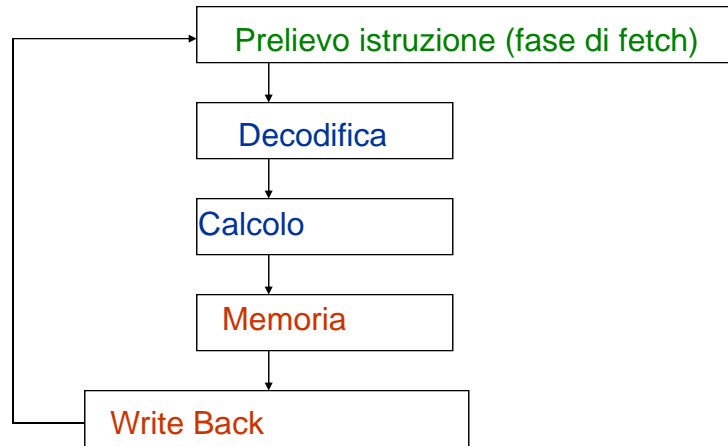 Prelievo istruzione (fase di fetch)
Decodifica
Calcolo
Memoria
Write Back